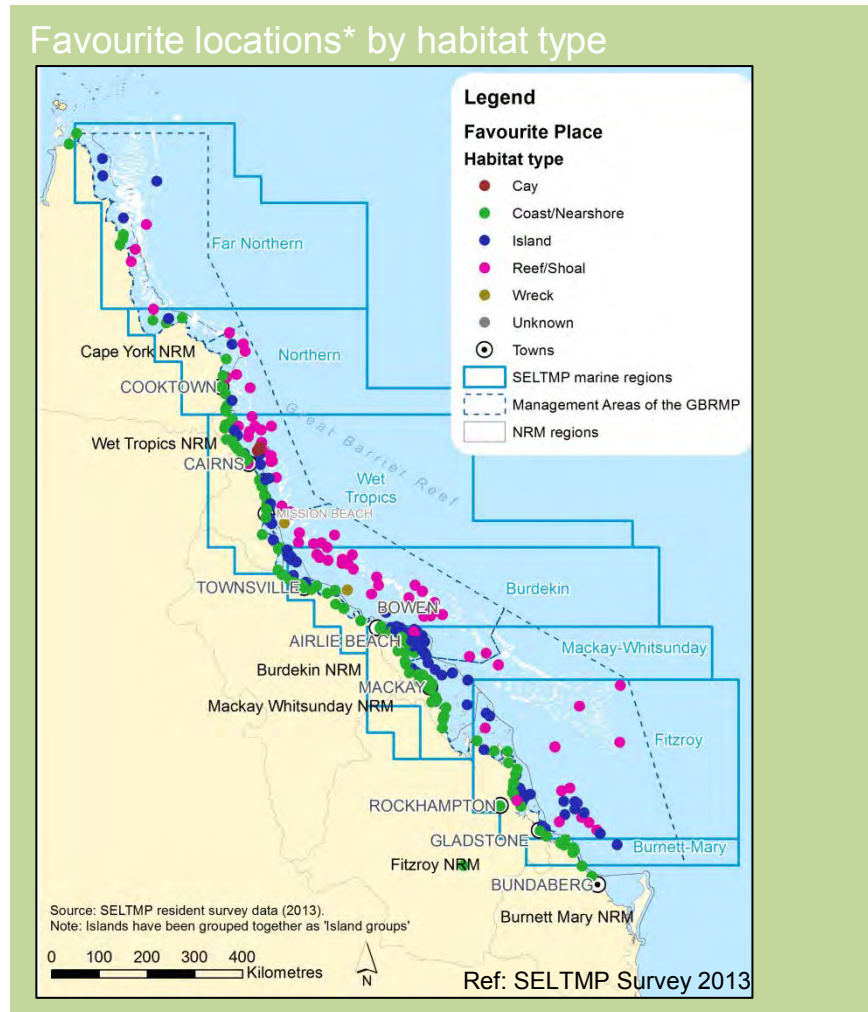 Favourite locations* by habitat type
Legend
Favourite Place
Habitat type
Cay
Coast/Nearshore
Island
Reef/Shoal
Wreck
Unknown
Towns
SELTMP marine regions
Management Areas of the GBRMP
NRM regions
Far Northern
Cape York NRM
Northern
COOKTOWN
Great Barrier Reef
Wet Tropics NRM
CAIRNS
Wet
Tropics
MISSION BEACH
TOWNSVILLE
Burdekin
BOWEN
AIRLIE BEACH
Mackay-Whitsunday
Burdekin NRM
MACKAY
Mackay Whitsunday NRM
Fitzroy
ROCKHAMPTON
GLADSTONE
Burnett-Mary
Fitzroy NRM
BUNDABERG
Burnett Mary NRM
Source: SELTMP resident survey data (2013).
Note: Islands have been grouped together as 'Island groups'
0 100 200 300 400
Kilometres
N
Ref: SELTMP Survey 2013